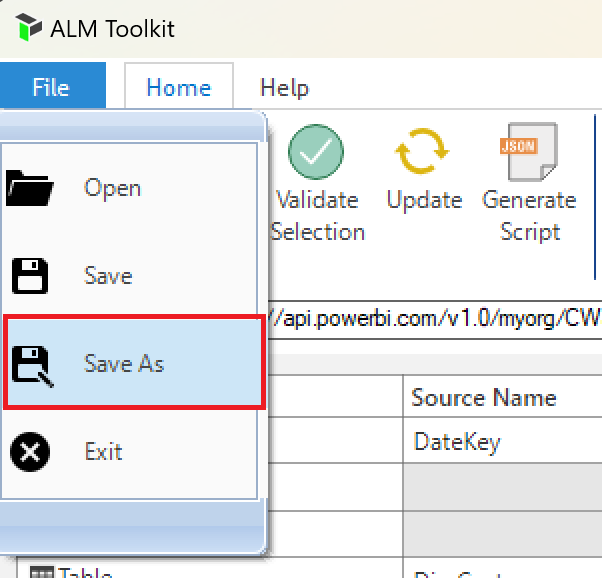 ALM Toolkit
File Home Help
Open
Save
Save As
Exit
Validate
Selection
Update
JSON
Generate
Script
//api.powerbi.com/v1.0/myorg/CW
Source Name
DateKey
Table